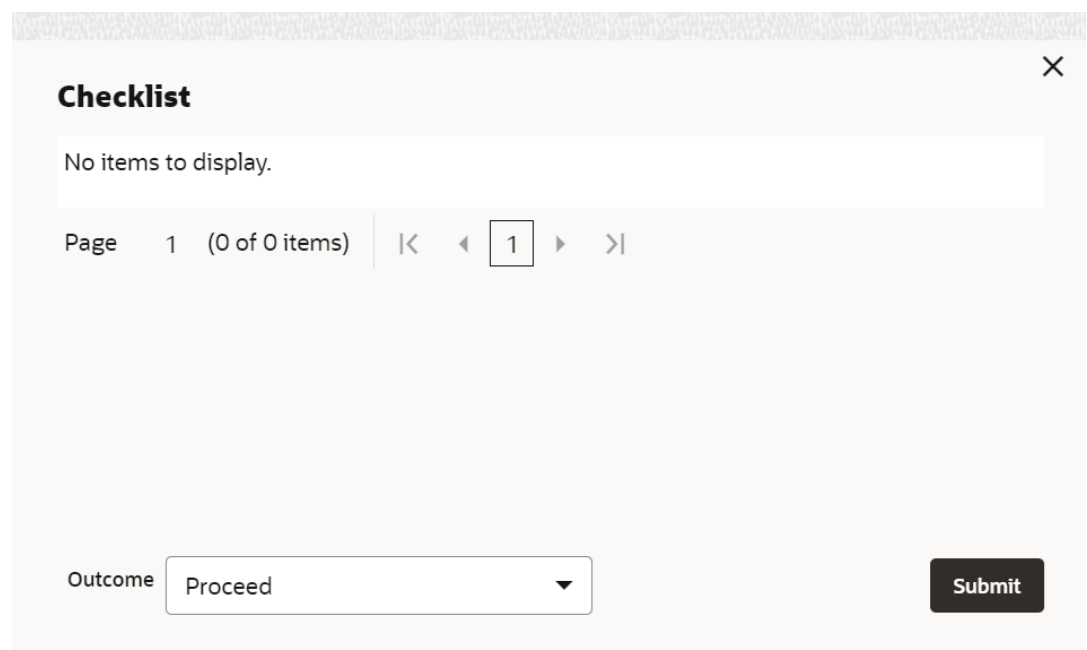 Checklist
No items to display.
Page 1 (0 of 0 items) 1
Outcome Proceed Submit